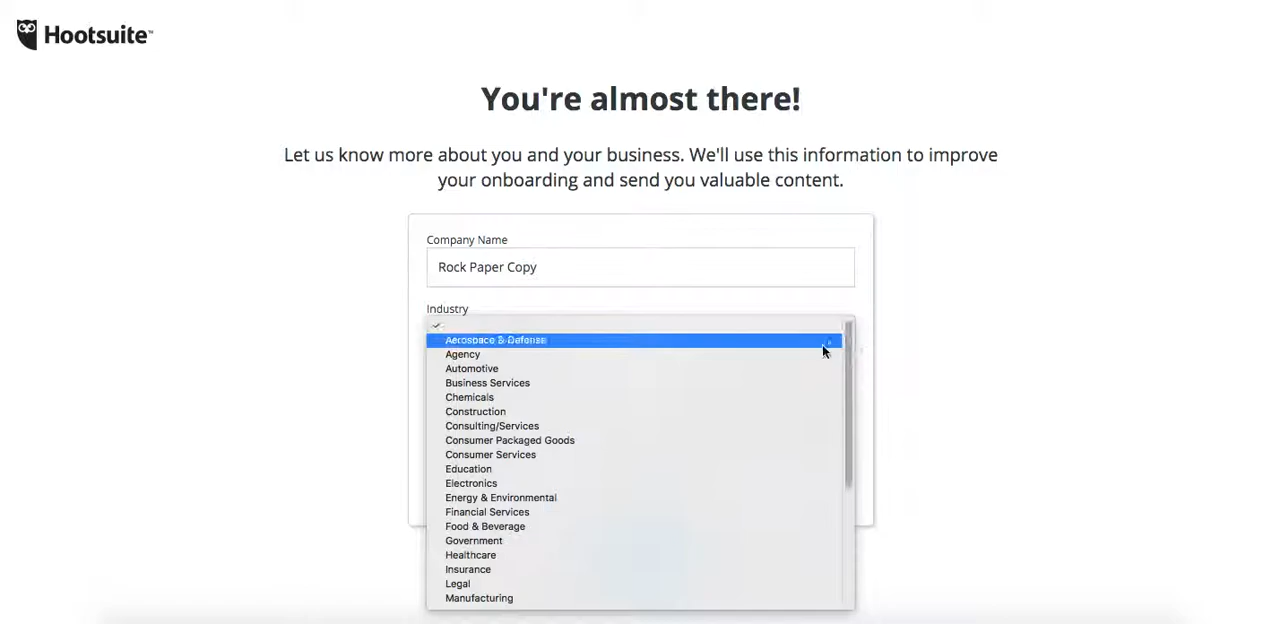 Hootsuite™
You're almost there!
Let us know more about you and your business. We'll use this information to improve
your onboarding and send you valuable content.
Company Name
Rock Paper Copy
Industry
Aerospace & Defense
Agency
Automotive
Business Services
Chemicals
Construction
Consulting/Services
Consumer Packaged Goods
Consumer Services
Education
Electronics
Energy & Environmental
Financial Services
Food & Beverage
Government
Healthcare
Insurance
Legal
Manufacturing